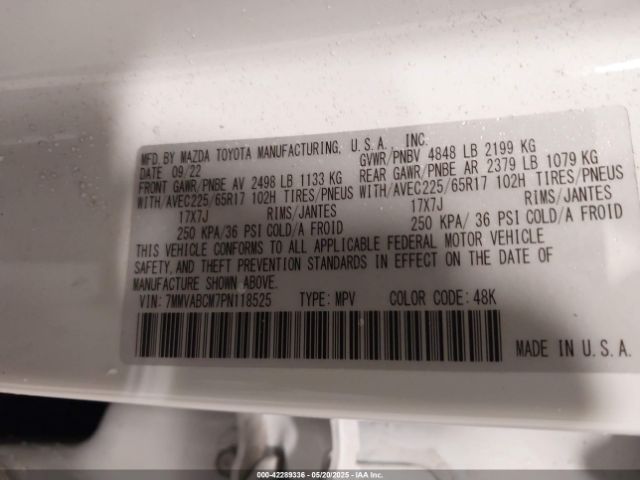 MFD. BY MAZDA TOYOTA MANUFACTURING, U.S.A., INC.
DATE 09/22 GVWR/PNBV 4848 LB 2199 KG
FRONT GAWR/PNBE AV 2498 LB 1133 KG REAR GAWR/PNBE AR 2379 LB 1079 KG
WITH/AVEC225/65R17 102H TIRES/PNEUS WITH/AVEC225/65R17 102H TIRES/PNEUS
17X7J RIMS/JANTES 17X7J RIMS/JANTES
250 KPA/36 PSI COLD/A FROID 250 KPA/ 36 PSI COLD/A FROID
THIS VEHICLE CONFORMS TO ALL APPLICABLE FEDERAL MOTOR VEHICLE
SAFETY, AND THEFT PREVENTION STANDARDS IN EFFECT ON THE DATE OF
MANUFACTURE SHOWN ABOVE.
VIN: 7MMVABCM7PN118525 TYPE: MPV COLOR CODE: 48K
MADE IN U.S.A.
000-42289336 - 05/20/2025 - IAA Inc.